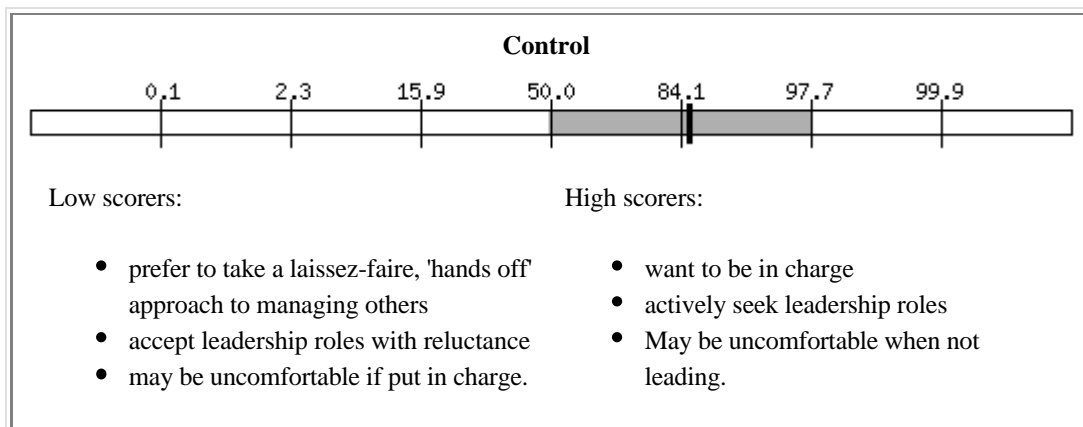 Control
0.1 2.3 15.9 50.0 84.1 97.7 99.9
Low scorers:
prefer to take a laissez-faire, 'hands off'
approach to managing others
accept leadership roles with reluctance
may be uncomfortable if put in charge.
High scorers:
want to be in charge
actively seek leadership roles
May be uncomfortable when not
leading.